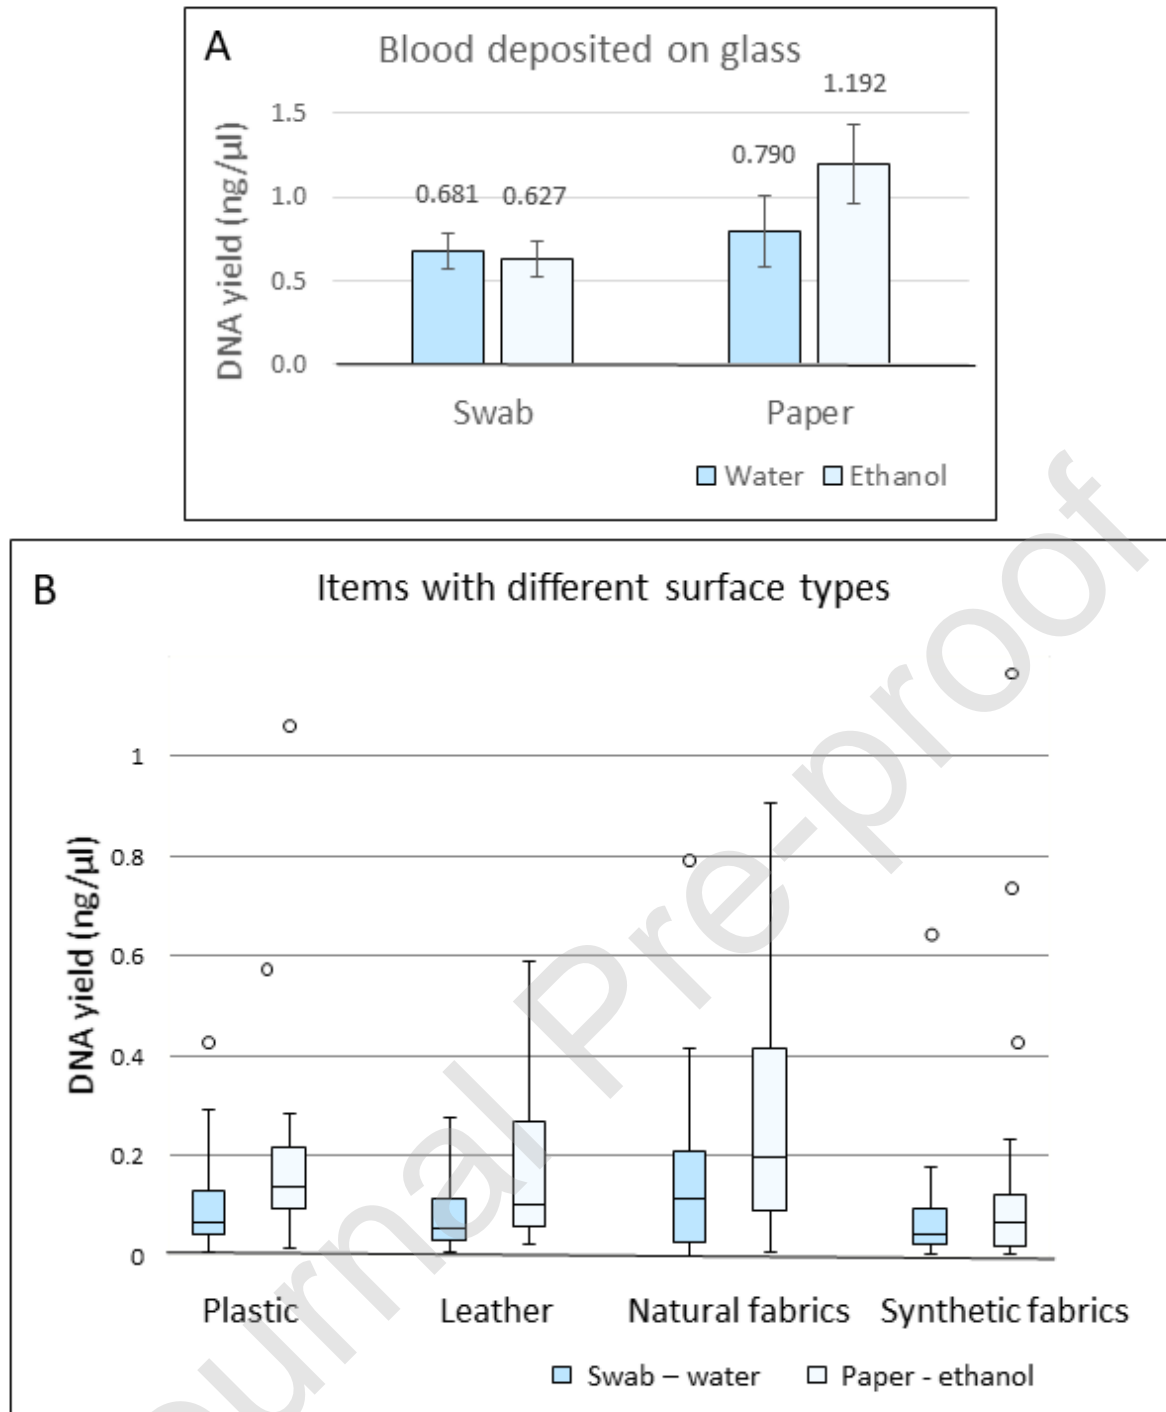 A
Blood deposited on glass
1.192
1.5
0.790
1.0
0.681 0.627
0.5
0.0
DNA yield (ng/µl)
Swab Paper
Water Ethanol
B
Items with different surface types
1
0.8
0.6
0.4
0.2
0
DNA yield (ng/µl)
Plastic Leather Natural fabrics Synthetic fabrics
Swab – water Paper - ethanol
Journal Pre-proof